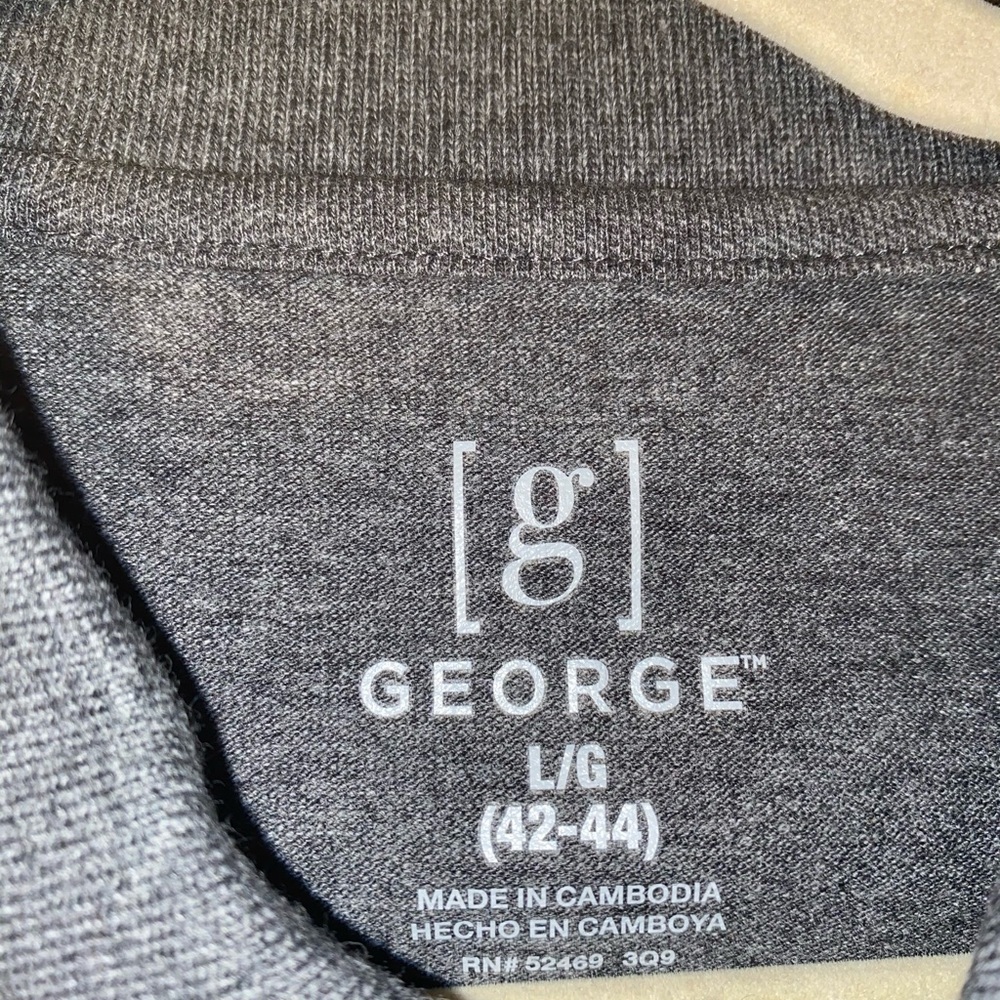 [g]
GEORGE™
L/G
(42-44)
MADE IN CAMBODIA
HECHO EN CAMBOYA
RN# 52469 3Q9